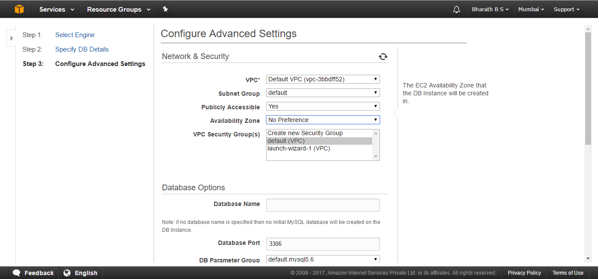 Services Resource Groups Bharath B S Mumbai Support
Step 1: Select Engine
Step 2: Specify DB Details
Step 3: Configure Advanced Settings
Configure Advanced Settings
Network & Security
VPC* Default VPC (vpc-3bbdff52)
Subnet Group default
Publicly Accessible Yes
Availability Zone No Preference
VPC Security Group(s) Create new Security Group
default (VPC)
launch-wizard-1 (VPC)
The EC2 Availability Zone that
the DB Instance will be created
in.
Database Options
Database Name
Note: if no database name is specified then no initial MySQL database will be created on the
DB Instance.
Database Port 3306
DB Parameter Group default.mysql5.6
Feedback English © 2008 - 2017, Amazon Internet Services Private Ltd. or its affiliates. All rights reserved. Privacy Policy Terms of Use